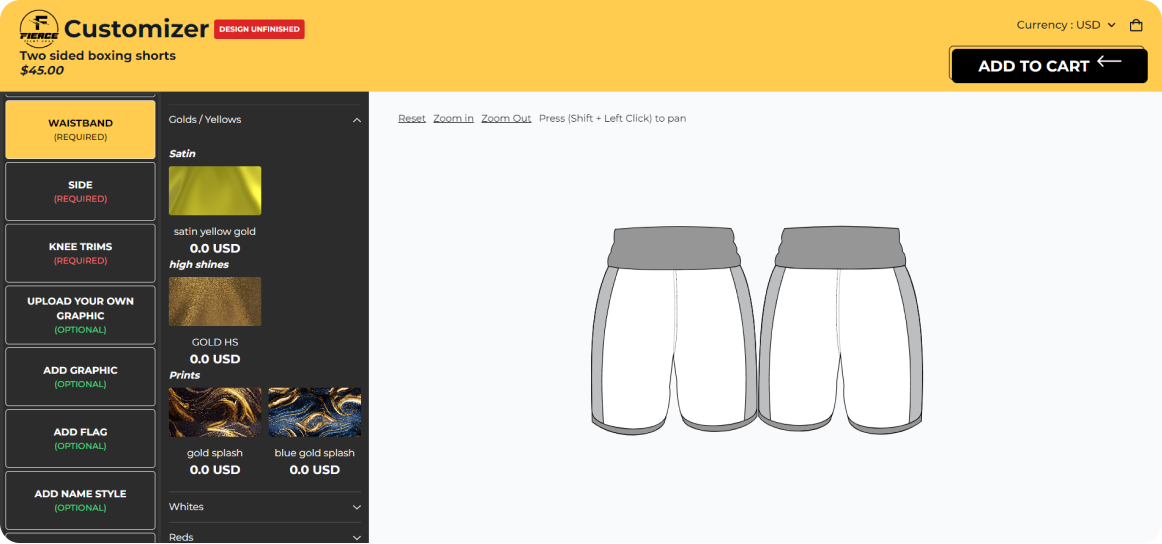 FIERCE
Customizer
DESIGN UNFINISHED
Two sided boxing shorts
$45.00
Currency : USD
ADD TO CART
WAISTBAND
(REQUIRED)
SIDE
(REQUIRED)
KNEE TRIMS
(REQUIRED)
UPLOAD YOUR OWN
GRAPHIC
(OPTIONAL)
ADD GRAPHIC
(OPTIONAL)
ADD FLAG
(OPTIONAL)
ADD NAME STYLE
(OPTIONAL)
Golds / Yellows
Satin
satin yellow gold
0.0 USD
high shines
GOLD HS
0.0 USD
Prints
gold splash blue gold splash
0.0 USD 0.0 USD
Whites
Reds
Reset Zoom in Zoom Out Press (Shift + Left Click) to pan